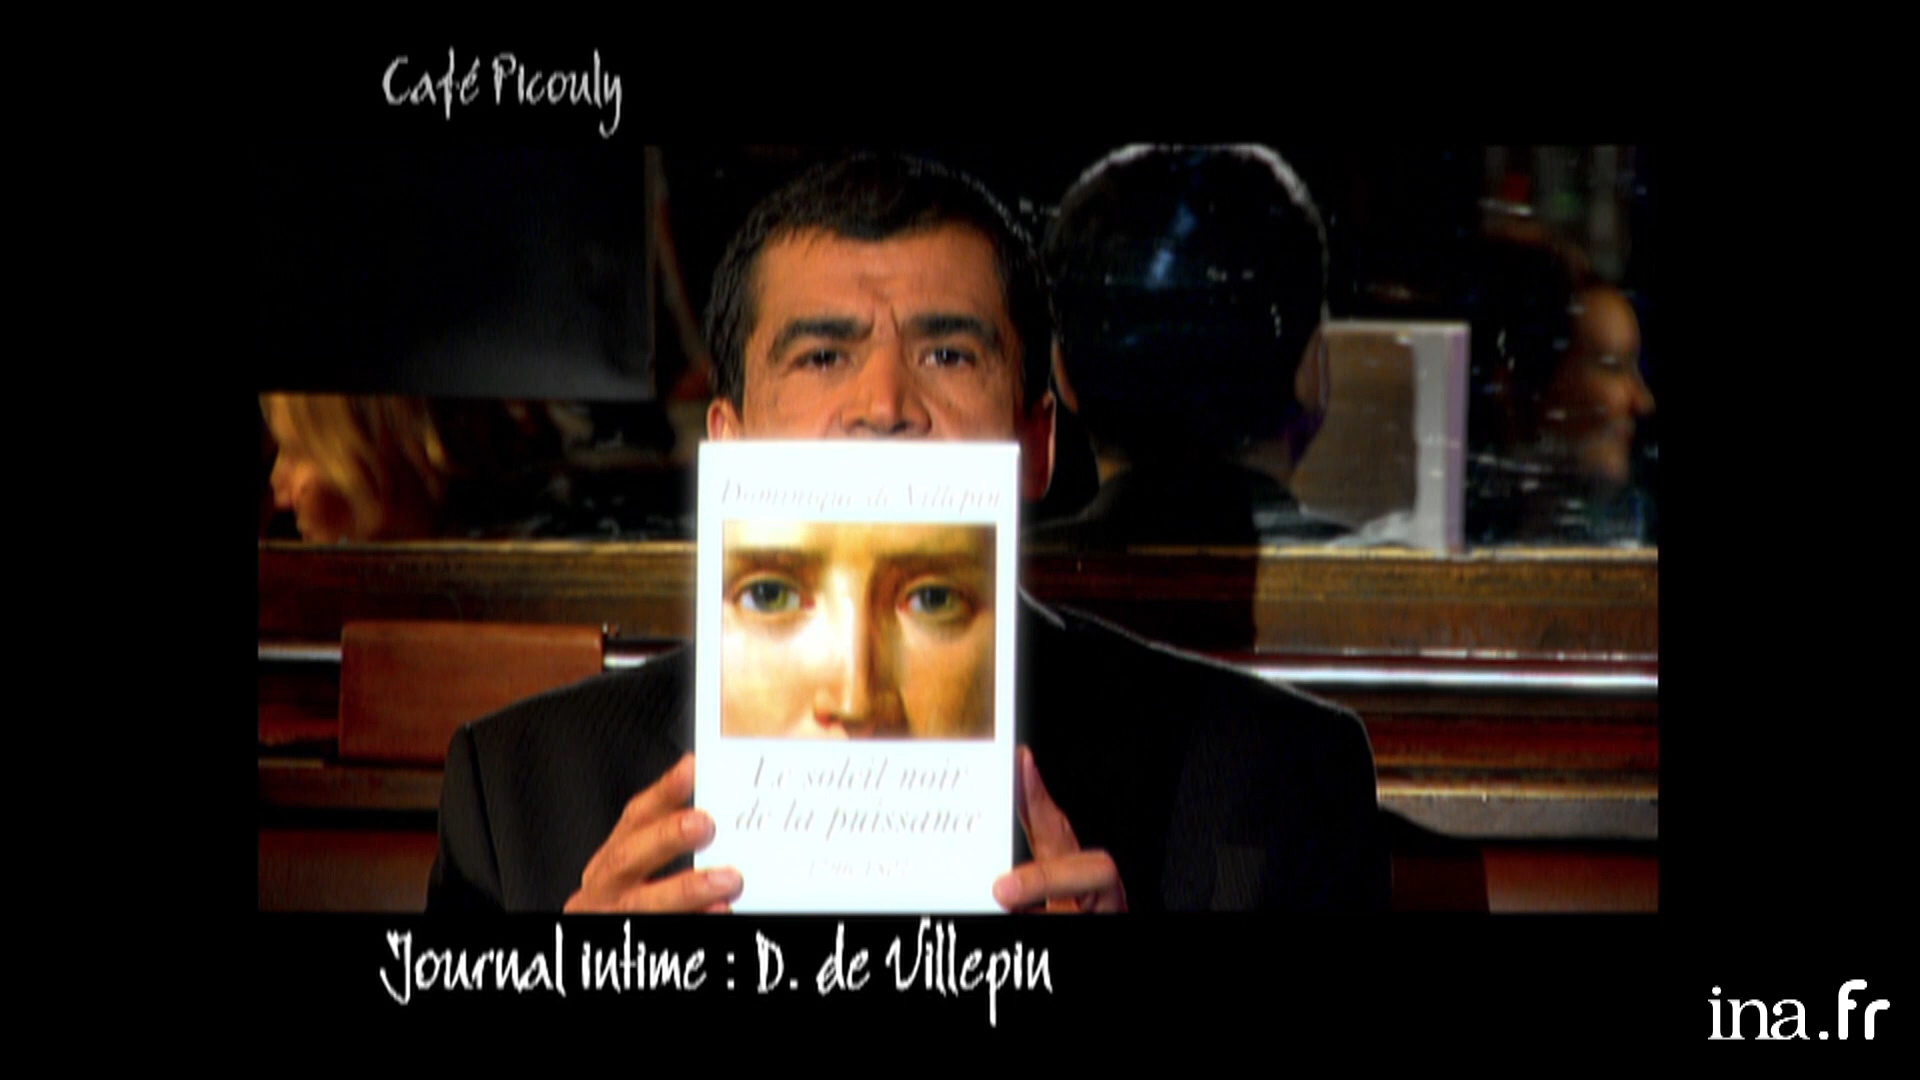 Café Picouly
Dominique de Villepin
Le soleil noir
de la puissance
Journal intime : D. de Villepin
ina.fr